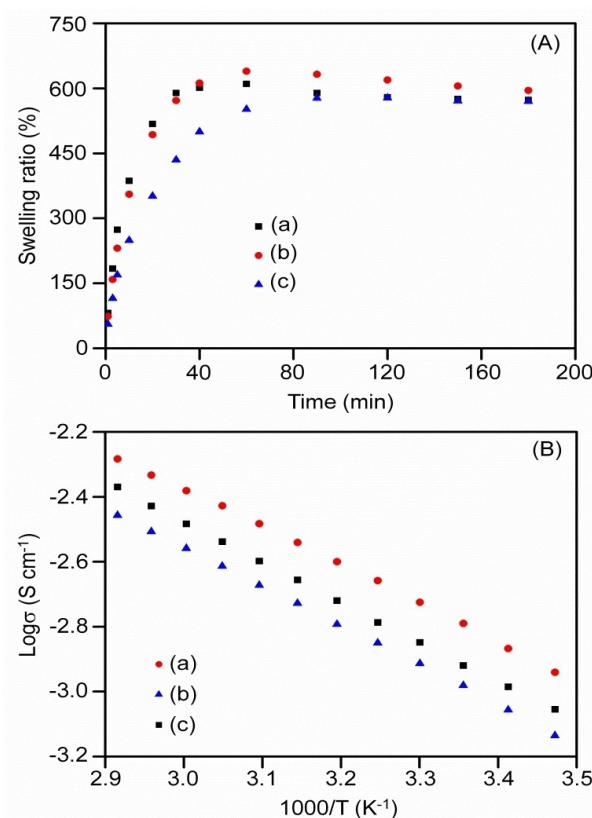 750
(A)
600
450
300
150
0
Swelling ratio (%)
(a)
(b)
(c)
0 40 80 120 160 200
Time (min)
-2.2
(B)
-2.4
-2.6
-2.8
-3.0
-3.2
Logσ (S cm⁻¹)
(a)
(b)
(c)
2.9 3.0 3.1 3.2 3.3 3.4 3.5
1000/T (K⁻¹)